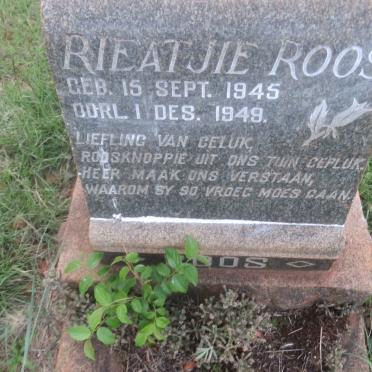 RIEATJIE ROOS
GEB. 15 SEPT. 1945
OORL. 1 DES. 1949.
LIEFLING VAN GELUK,
ROOSKNOPPIE UIT ONS TUIN GEPLUK,
HEER MAAK ONS VERSTAAN,
WAAROM SY SO VROEG MOES GAAN.
OOS